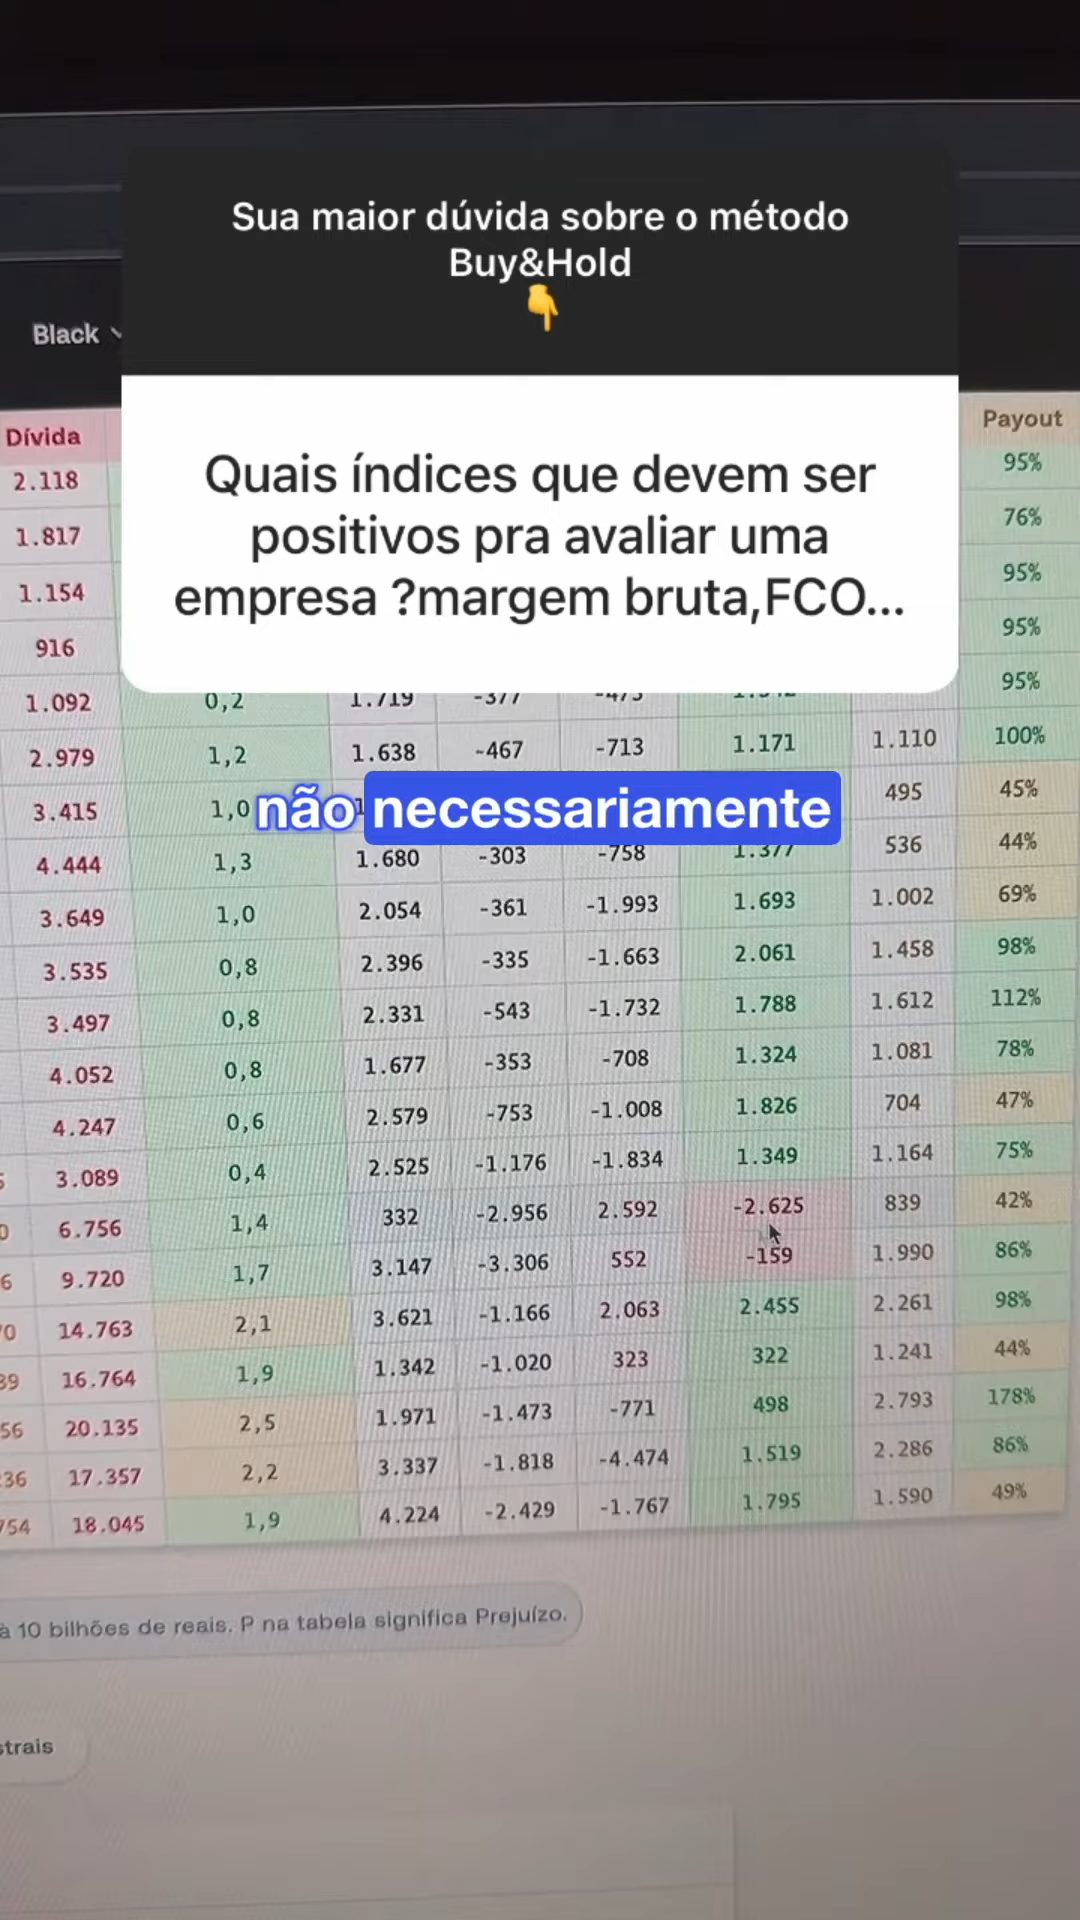 Sua maior dúvida sobre o método
Buy&Hold
👇
Black
Quais índices que devem ser
positivos pra avaliar uma
empresa ?margem bruta,FCO...
não necessariamente
Dívida Payout
2.118 95%
1.817 76%
1.154 95%
916 95%
1.092 0,2 1.719 -377 95%
2.979 1,2 1.638 -467 -713 1.171 1.110 100%
3.415 1,0 495 45%
4.444 1,3 1.680 -303 -758 1.377 536 44%
3.649 1,0 2.054 -361 -1.993 1.693 1.002 69%
3.535 0,8 2.396 -335 -1.663 2.061 1.458 98%
3.497 0,8 2.331 -543 -1.732 1.788 1.612 112%
4.052 0,8 1.677 -353 -708 1.324 1.081 78%
4.247 0,6 2.579 -753 -1.008 1.826 704 47%
3.089 0,4 2.525 -1.176 -1.834 1.349 1.164 75%
6.756 1,4 332 -2.956 2.592 -2.625 839 42%
9.720 1,7 3.147 -3.306 552 -159 1.990 86%
14.763 2,1 3.621 -1.166 2.063 2.455 2.261 98%
16.764 1,9 1.342 -1.020 323 322 1.241 44%
20.135 2,5 1.971 -1.473 -771 498 2.793 178%
17.357 2,2 3.337 -1.818 -4.474 1.519 2.286 86%
18.045 1,9 4.224 -2.429 -1.767 1.795 1.590 49%
à 10 bilhões de reais. P na tabela significa Prejuízo.
strais